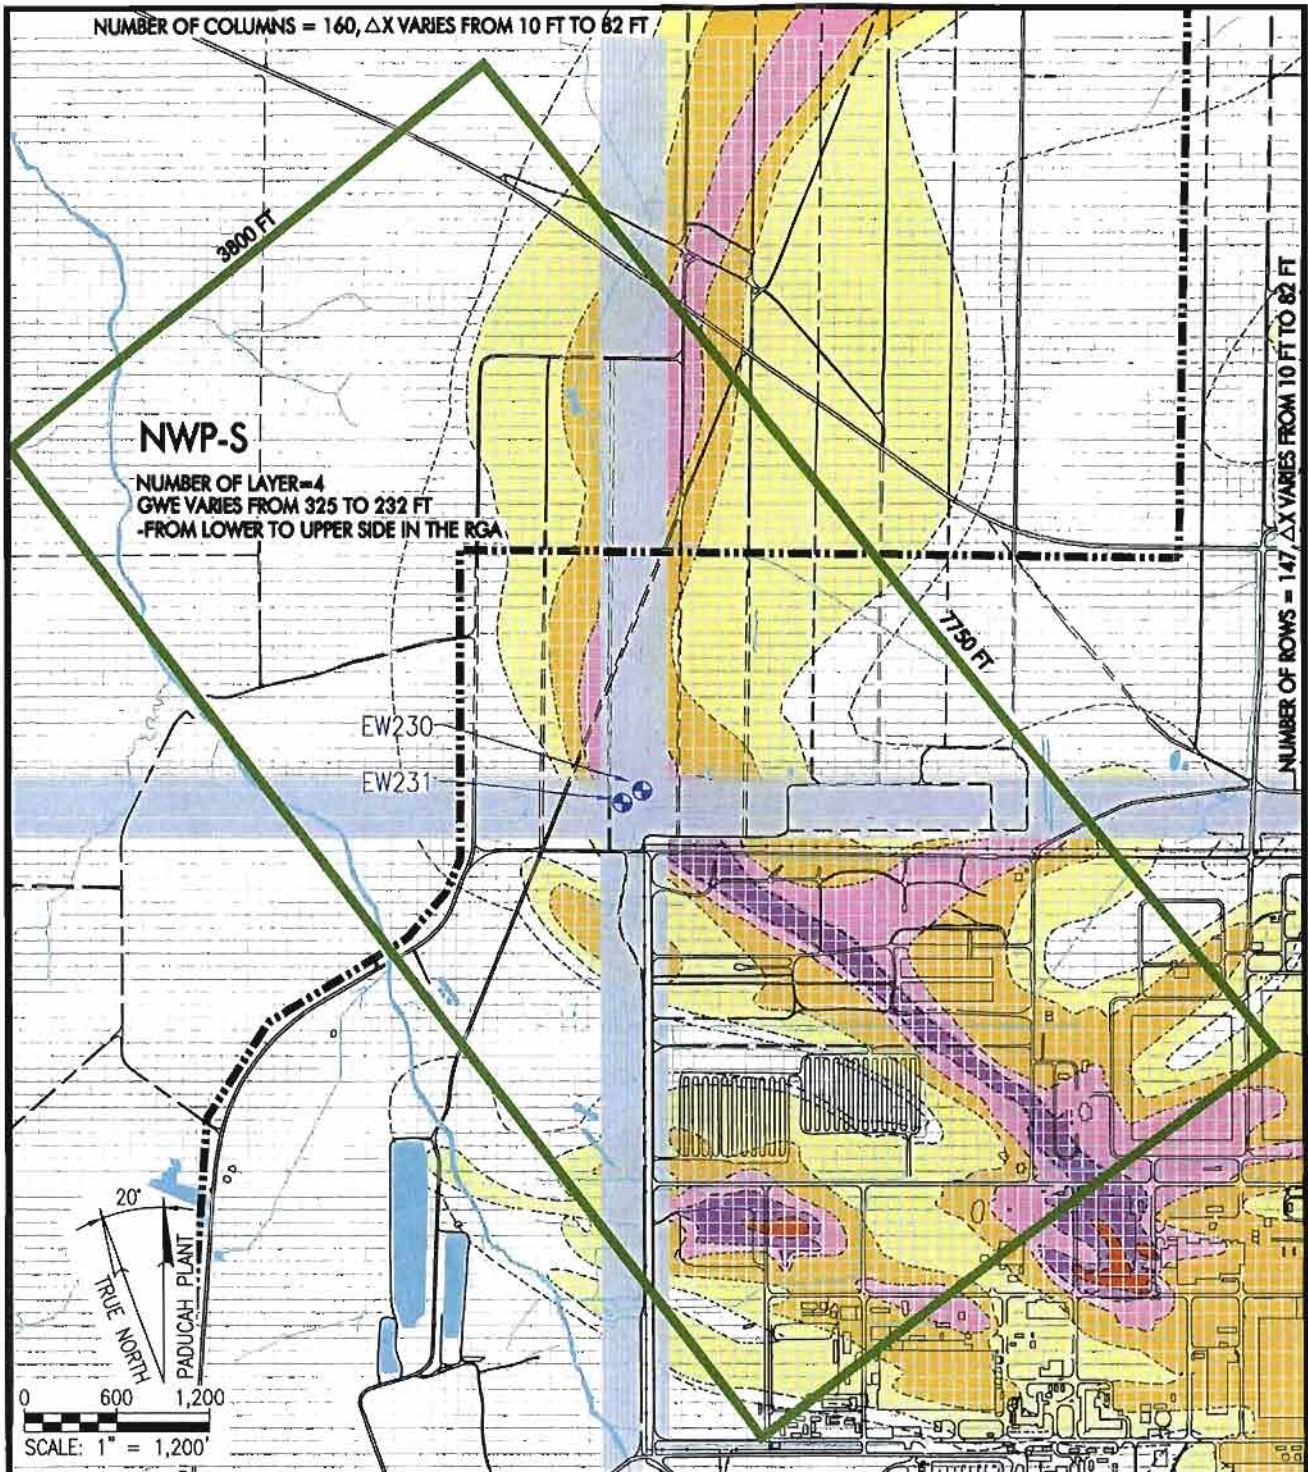 NUMBER OF COLUMNS = 160, △X VARIES FROM 10 FT TO 82 FT
3800 FT
NUMBER OF ROWS = 147, △X VARIES FROM 10 FT TO 82 FT
NWP-S
NUMBER OF LAYER=4
GWE VARIES FROM 325 TO 232 FT
-FROM LOWER TO UPPER SIDE IN THE RGA
7750 FT
EW230
EW231
20°
TRUE NORTH
PADUCAH PLANT
0 600 1,200
SCALE: 1" = 1,200'